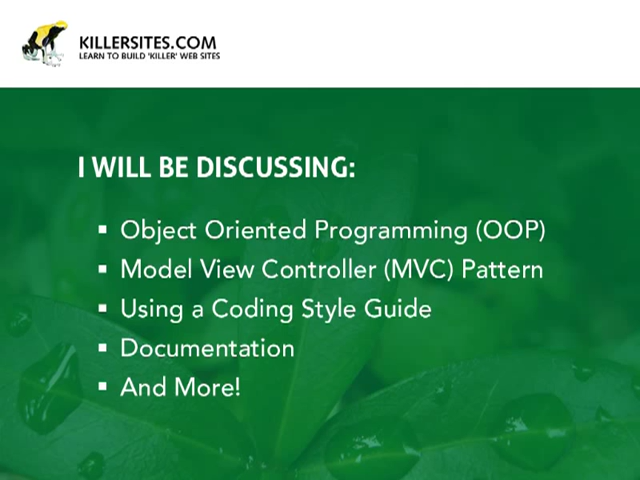 KILLERSITES.COM
LEARN TO BUILD 'KILLER' WEB SITES
I WILL BE DISCUSSING:
▪ Object Oriented Programming (OOP)
▪ Model View Controller (MVC) Pattern
▪ Using a Coding Style Guide
▪ Documentation
▪ And More!